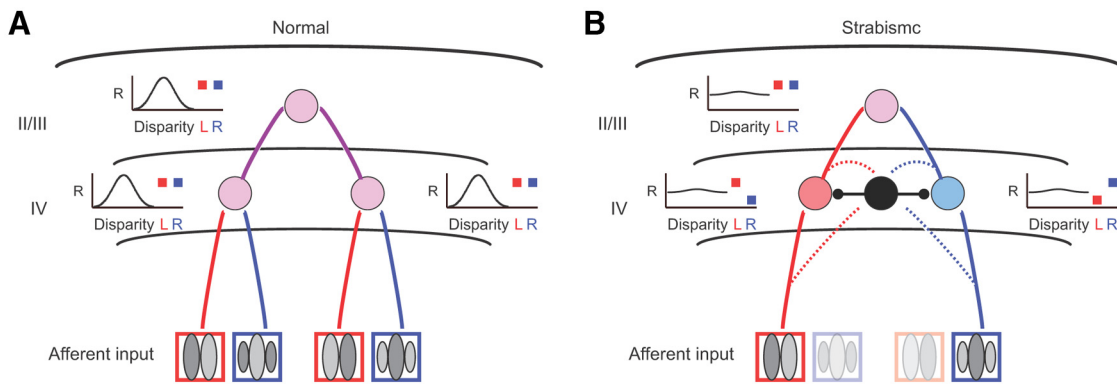 A
Normal
R
Disparity L R
II/III
R
Disparity L R
IV
R
Disparity L R
Afferent input
B
Strabismc
R
Disparity L R
II/III
R
Disparity L R
IV
R
Disparity L R
Afferent input